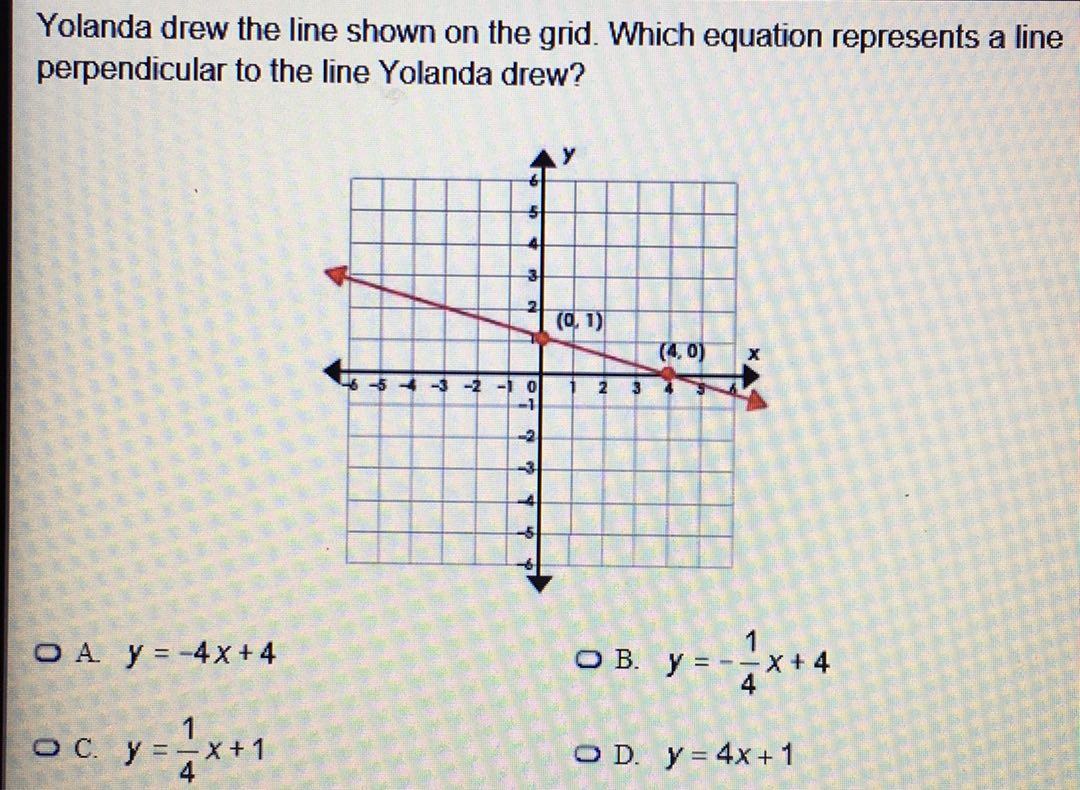 Yolanda drew the line shown on the grid. Which equation represents a line
perpendicular to the line Yolanda drew?
y
6
5
4
3
2
(0, 1)
(4, 0)
x
-6 -5 -4 -3 -2 -1 0 1 2 3 4 5 6
-1
-2
-3
-4
-5
-6
A. y = -4x + 4
B. y = -1/4 x + 4
C. y = 1/4 x + 1
D. y = 4x + 1